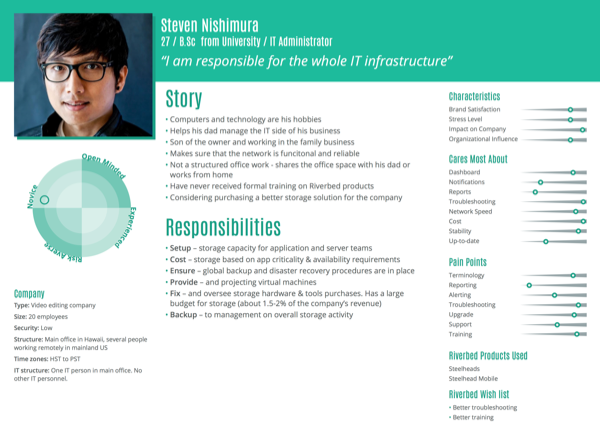 Steven Nishimura
27 / B.Sc from University / IT Administrator
“I am responsible for the whole IT infrastructure”
Story
• Computers and technology are his hobbies
• Helps his dad manage the IT side of his business
• Son of the owner and working in the family business
• Makes sure that the network is funcitonal and reliable
• Not a structured office work - shares the office space with his dad or
works from home
• Have never received formal training on Riverbed products
• Considering purchasing a better storage solution for the company
Responsibilities
• Setup – storage capacity for application and server teams
• Cost – storage based on app criticality & availability requirements
• Ensure – global backup and disaster recovery procedures are in place
• Provide – and projecting virtual machines
• Fix – and oversee storage hardware & tools purchases. Has a large
budget for storage (about 1.5-2% of the company’s revenue)
• Backup – to management on overall storage activity
Open Minded
Novice
Experienced
Risk Averse
Company
Type: Video editing company
Size: 20 employees
Security: Low
Structure: Main office in Hawaii, several people
working remotely in mainland US
Time zones: HST to PST
IT structure: One IT person in main office. No
other IT personnel.
Characteristics
Brand Satisfaction
Stress Level
Impact on Company
Organizational Influence
Cares Most About
Dashboard
Notifications
Reports
Troubleshooting
Network Speed
Cost
Stability
Up-to-date
Pain Points
Terminology
Reporting
Alerting
Troubleshooting
Upgrade
Support
Training
Riverbed Products Used
Steelheads
Steelhead Mobile
Riverbed Wish list
• Better troubleshooting
• Better training